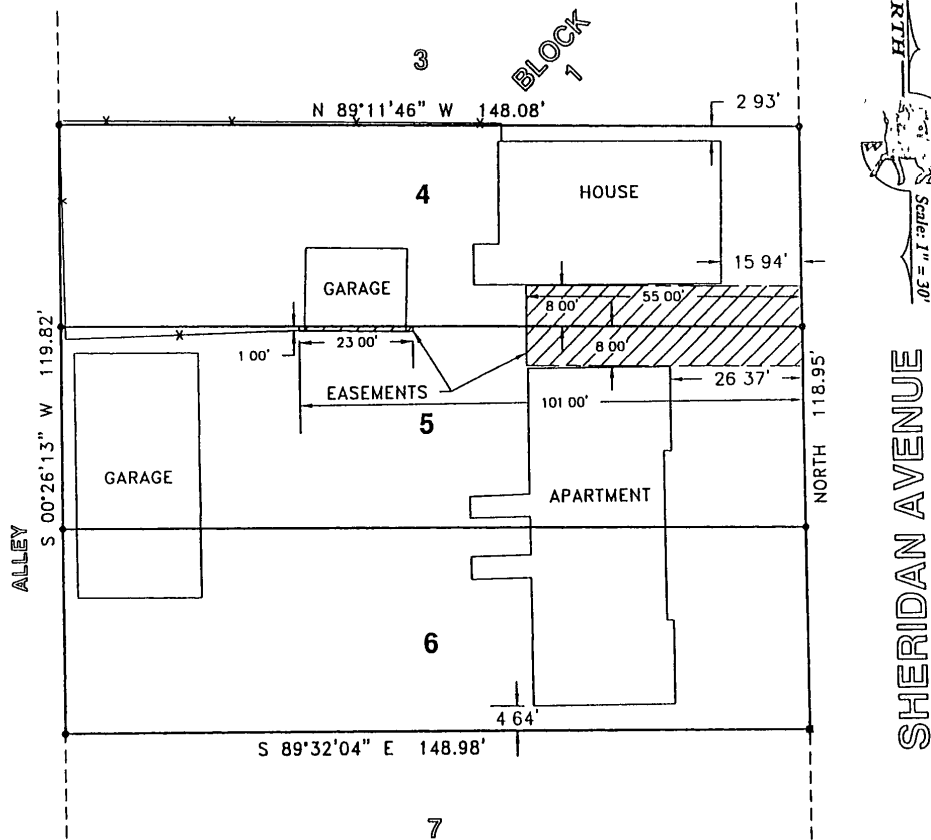 3
BLOCK
1
N 89°11'46" W 148.08'
2 93'
4
HOUSE
Scale: 1" = 30'
15 94'
GARAGE
8 00'
55 00'
1 00'
23 00'
8 00'
26 37'
EASEMENTS
101 00'
5
S 00°26'13" W 119.82'
NORTH 118.95'
GARAGE
APARTMENT
ALLEY
SHERIDAN AVENUE
6
4 64'
S 89°32'04" E 148.98'
7